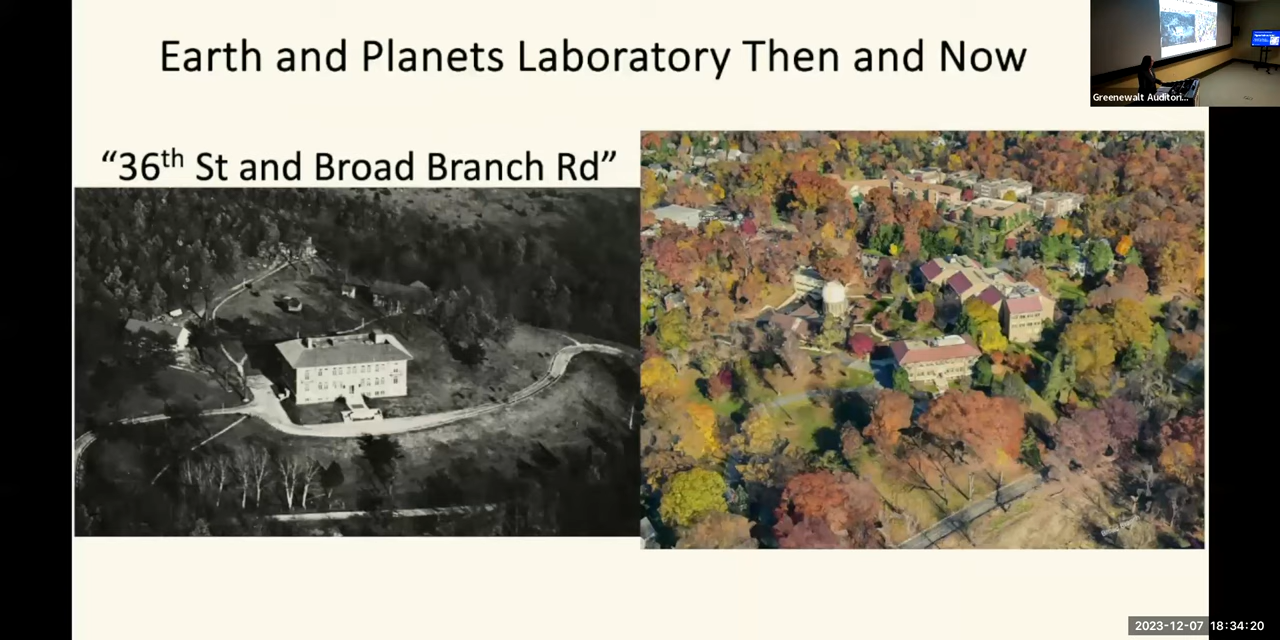 Earth and Planets Laboratory Then and Now
Greenewalt Auditori...
“36th St and Broad Branch Rd”
2023-12-07 18:34:20